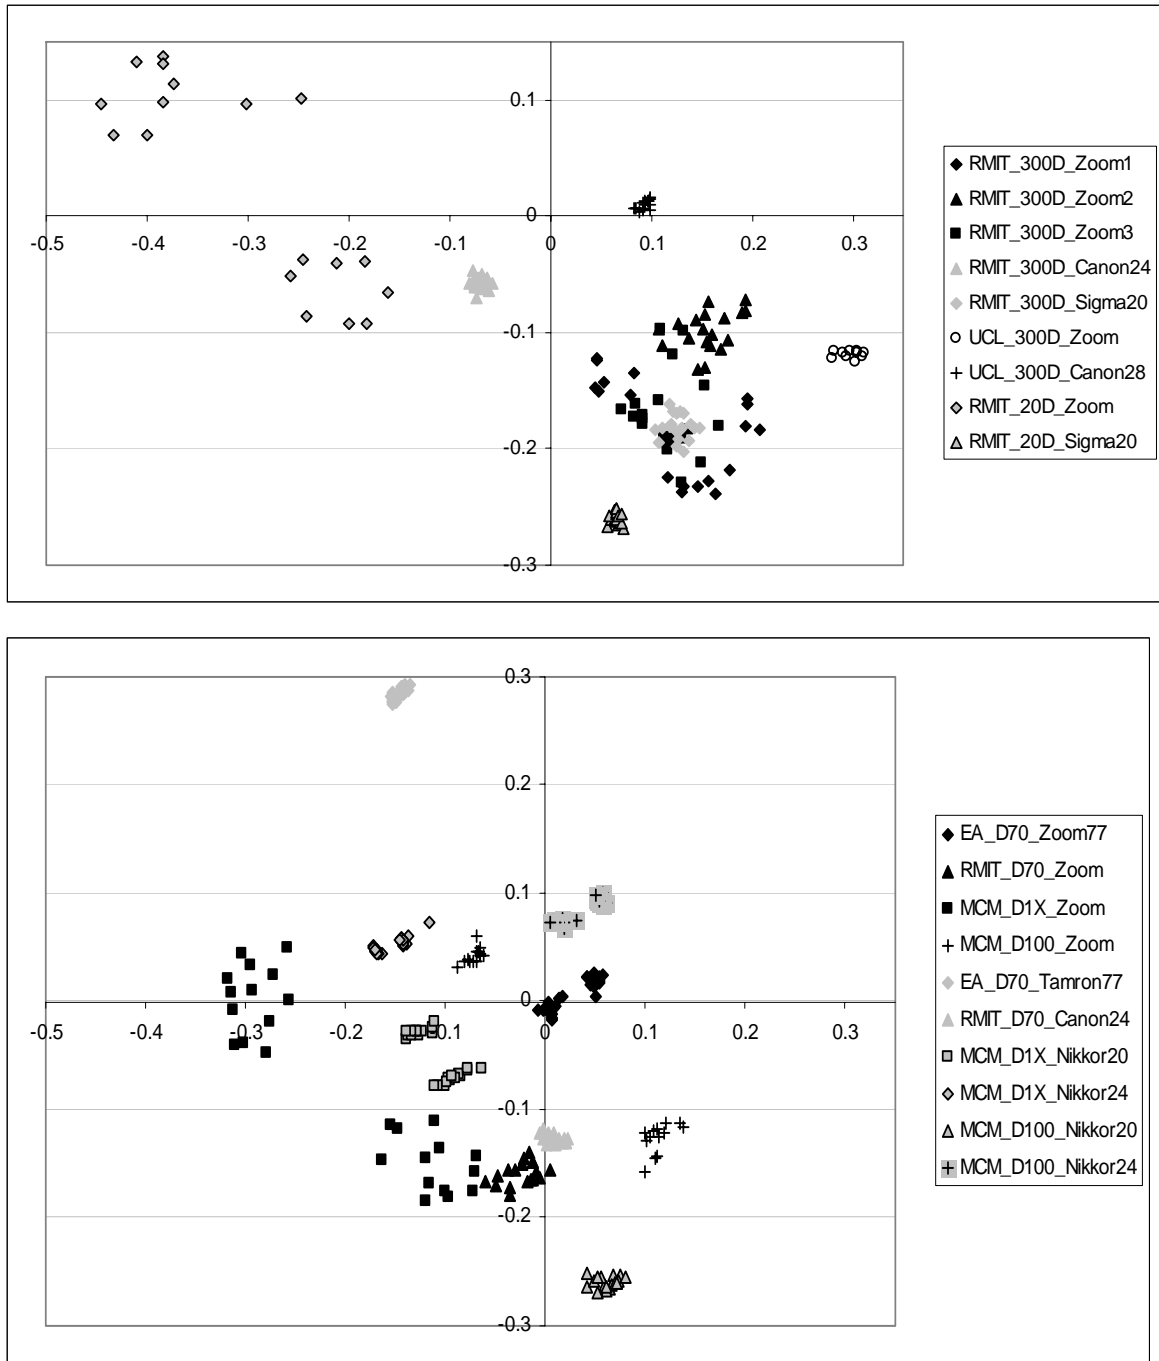 0.1
0
-0.5
-0.4
-0.3
-0.2
-0.1
0
0.1
0.2
0.3
-0.1
-0.2
-0.3
RMIT_300D_Zoom1
RMIT_300D_Zoom2
RMIT_300D_Zoom3
RMIT_300D_Canon24
RMIT_300D_Sigma20
UCL_300D_Zoom
UCL_300D_Canon28
RMIT_20D_Zoom
RMIT_20D_Sigma20
0.3
0.2
0.1
0
-0.5
-0.4
-0.3
-0.2
-0.1
0
0.1
0.2
0.3
-0.1
-0.2
-0.3
EA_D70_Zoom77
RMIT_D70_Zoom
MCM_D1X_Zoom
MCM_D100_Zoom
EA_D70_Tamron77
RMIT_D70_Canon24
MCM_D1X_Nikkor20
MCM_D1X_Nikkor24
MCM_D100_Nikkor20
MCM_D100_Nikkor24